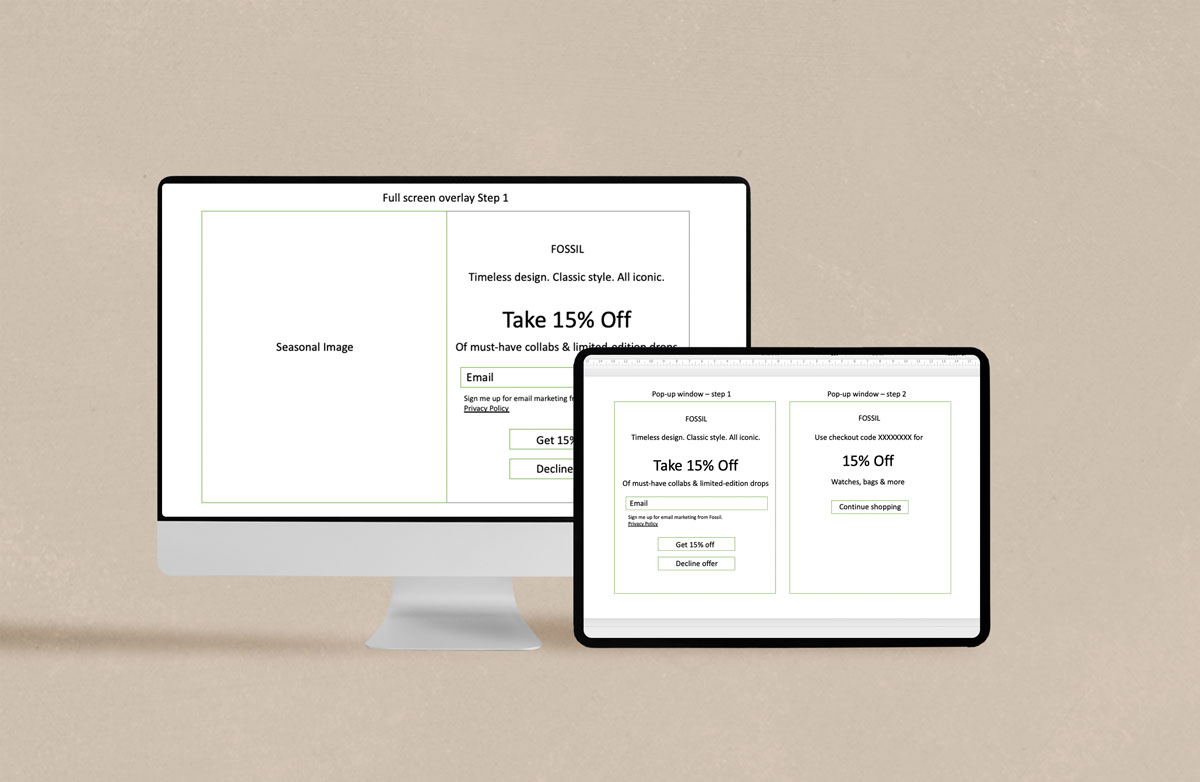 Full screen overlay Step 1
FOSSIL
Timeless design. Classic style. All iconic.
Take 15% Off
Seasonal Image
Of must-have collabs & limited-edition drops
Email
Sign me up for email marketing
Privacy Policy
Get 15%
Decline
Pop-up window – step 1
FOSSIL
Timeless design. Classic style. All iconic.
Take 15% Off
Of must-have collabs & limited-edition drops
Email
Sign me up for email marketing from Fossil.
Privacy Policy
Get 15% off
Decline offer
Pop-up window – step 2
FOSSIL
Use checkout code XXXXXXXX for
15% Off
Watches, bags & more
Continue shopping